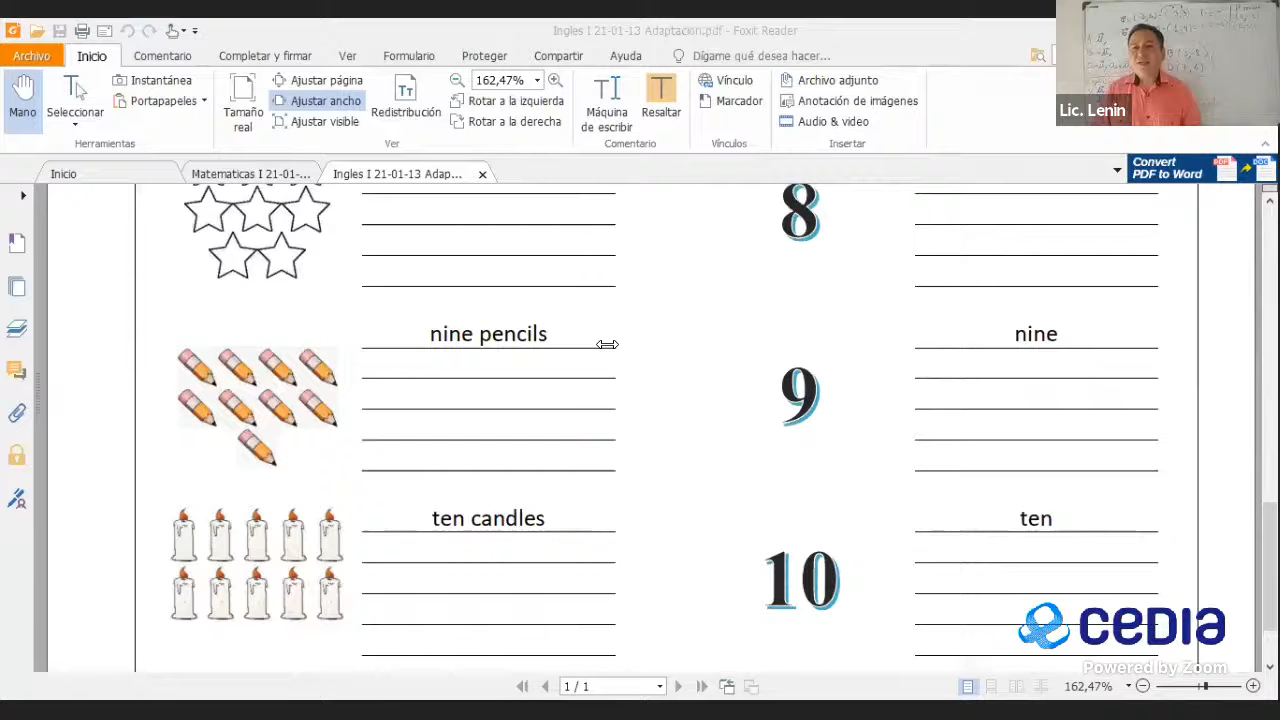 Ingles I 21-01-13 Adaptacion.pdf - Foxit Reader
Archivo Inicio Comentario Completar y firmar Ver Formulario Proteger Compartir Ayuda Dígame qué desea hacer...
Mano
Seleccionar
Instantánea
Portapapeles
Herramientas
Tamaño real
Ajustar página
Ajustar ancho
Ajustar visible
Redistribución
162,47%
Rotar a la izquierda
Rotar a la derecha
Ver
Máquina de escribir
Resaltar
Comentario
Vínculo
Marcador
Vínculos
Archivo adjunto
Anotación de imágenes
Audio & video
Insertar
Lic. Lenin
Inicio Matematicas I 21-01-... Ingles I 21-01-13 Adap...
Convert
PDF to Word
8
nine pencils 9 nine
ten candles 10 ten
cedia
Powered by Zoom
1 / 1 162,47%